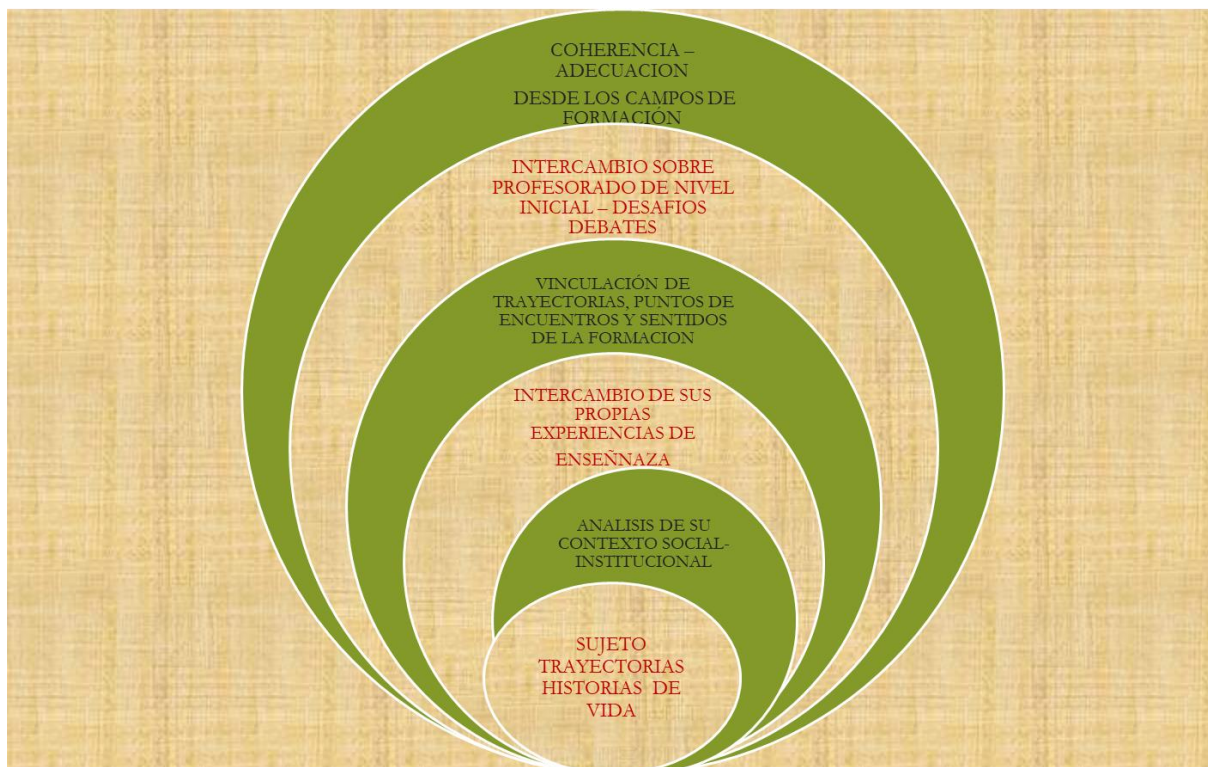 COHERENCIA –
ADECUACION
DESDE LOS CAMPOS DE
FORMACIÓN
INTERCAMBIO SOBRE
PROFESORADO DE NIVEL
INICIAL – DESAFIOS
DEBATES
VINCULACIÓN DE
TRAYECTORIAS, PUNTOS DE
ENCUENTROS Y SENTIDOS
DE LA FORMACION
INTERCAMBIO DE SUS
PROPIAS
EXPERIENCIAS DE
ENSEÑNAZA
ANALISIS DE SU
CONTEXTO SOCIAL-
INSTITUCIONAL
SUJETO
TRAYECTORIAS
HISTORIAS DE
VIDA